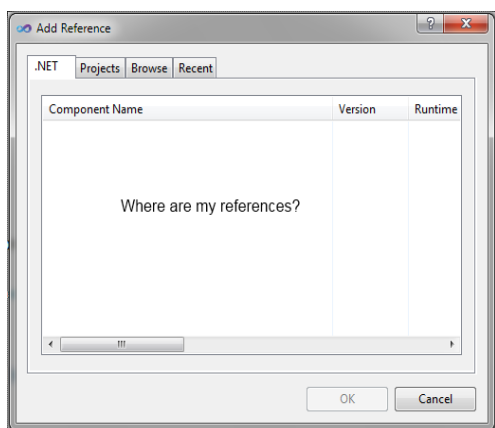 Add Reference
.NET Projects Browse Recent
Component Name Version Runtime
Where are my references?
OK Cancel